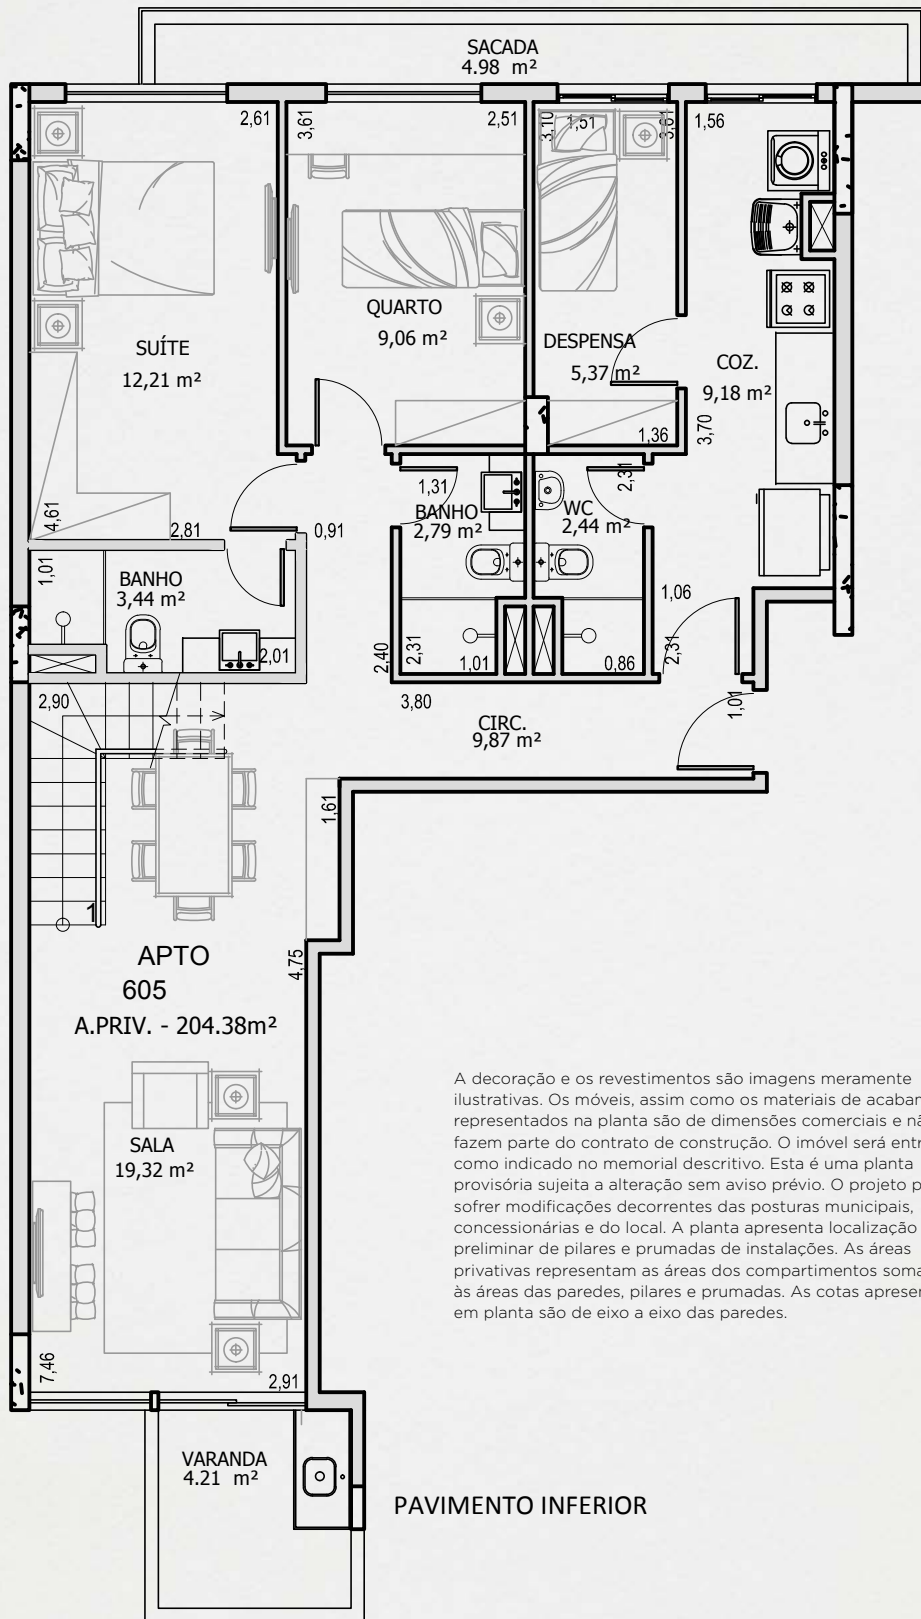 SACADA
4.98 m²
2,61
3,61
2,51
3,10
1,51
3,61
1,56
QUARTO
9,06 m²
SUÍTE
12,21 m²
DESPENSA
5,37 m²
COZ.
9,18 m²
1,36
3,70
4,61
2,81
0,91
1,31
BANHO
2,79 m²
WC
2,44 m²
2,31
1,01
BANHO
3,44 m²
2,01
2,40
2,31
1,01
0,86
1,06
2,31
2,90
3,80
CIRC.
9,87 m²
1,01
1,61
1
APTO
605
A.PRIV. - 204.38m²
4,75
SALA
19,32 m²
7,46
2,91
VARANDA
4.21 m²
PAVIMENTO INFERIOR
A decoração e os revestimentos são imagens meramente
ilustrativas. Os móveis, assim como os materiais de
representados na planta são de dimensões comerciais e
fazem parte do contrato de construção. O imóvel será
como indicado no memorial descritivo. Esta é uma planta
provisória sujeita a alteração sem aviso prévio. O projeto
sofrer modificações decorrentes das posturas municipais,
concessionárias e do local. A planta apresenta localização
preliminar de pilares e prumadas de instalações. As áreas
privativas representam as áreas dos compartimentos
às áreas das paredes, pilares e prumadas. As cotas
em planta são de eixo a eixo das paredes.